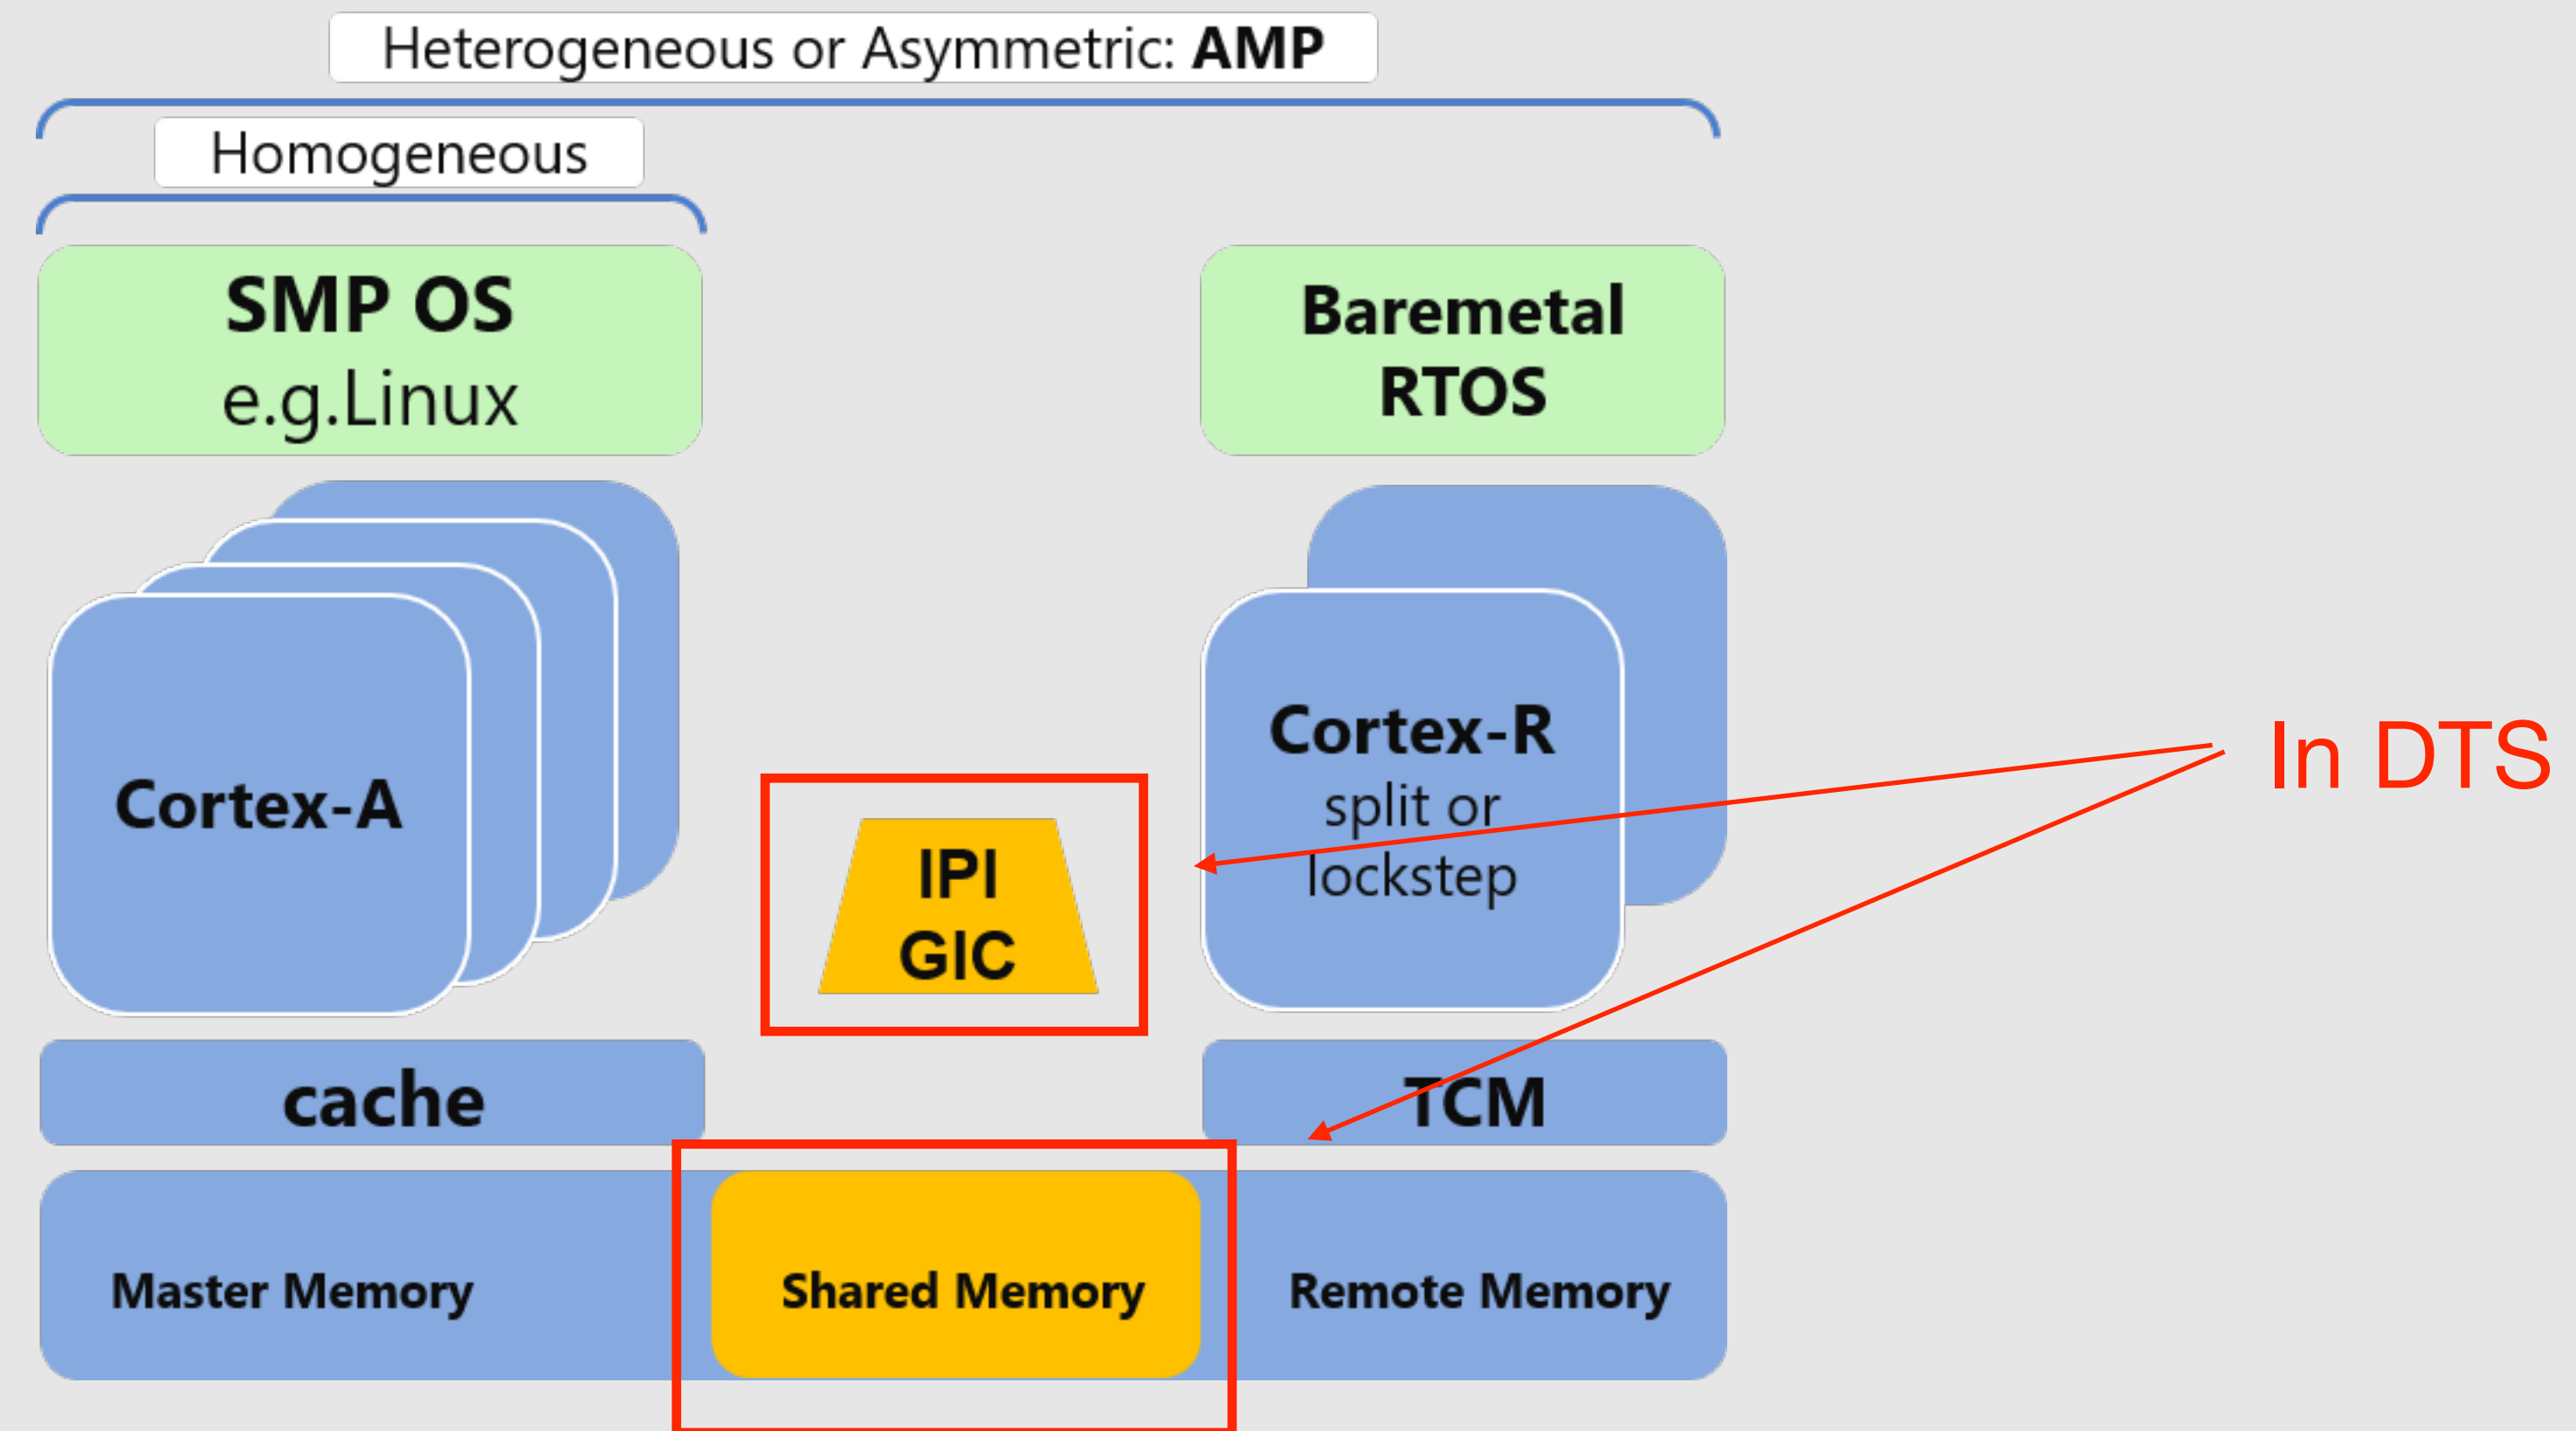 Heterogeneous or Asymmetric: AMP
Homogeneous
SMP OS
e.g.Linux
Baremetal
RTOS
Cortex-A
IPI
GIC
Cortex-R
split or
lockstep
In DTS
cache
TCM
Master Memory
Shared Memory
Remote Memory